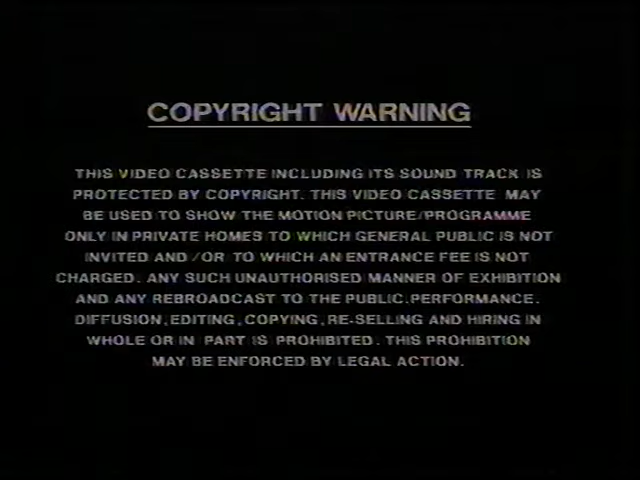 COPYRIGHT WARNING
THIS VIDEO CASSETTE INCLUDING ITS SOUND TRACK IS
PROTECTED BY COPYRIGHT. THIS VIDEO CASSETTE MAY
BE USED TO SHOW THE MOTION PICTURE/PROGRAMME
ONLY IN PRIVATE HOMES TO WHICH GENERAL PUBLIC IS NOT
INVITED AND /OR TO WHICH AN ENTRANCE FEE IS NOT
CHARGED. ANY SUCH UNAUTHORISED MANNER OF EXHIBITION
AND ANY REBROADCAST TO THE PUBLIC.PERFORMANCE.
DIFFUSION,EDITING,COPYING,RE-SELLING AND HIRING IN
WHOLE OR IN PART IS PROHIBITED. THIS PROHIBITION
MAY BE ENFORCED BY LEGAL ACTION.